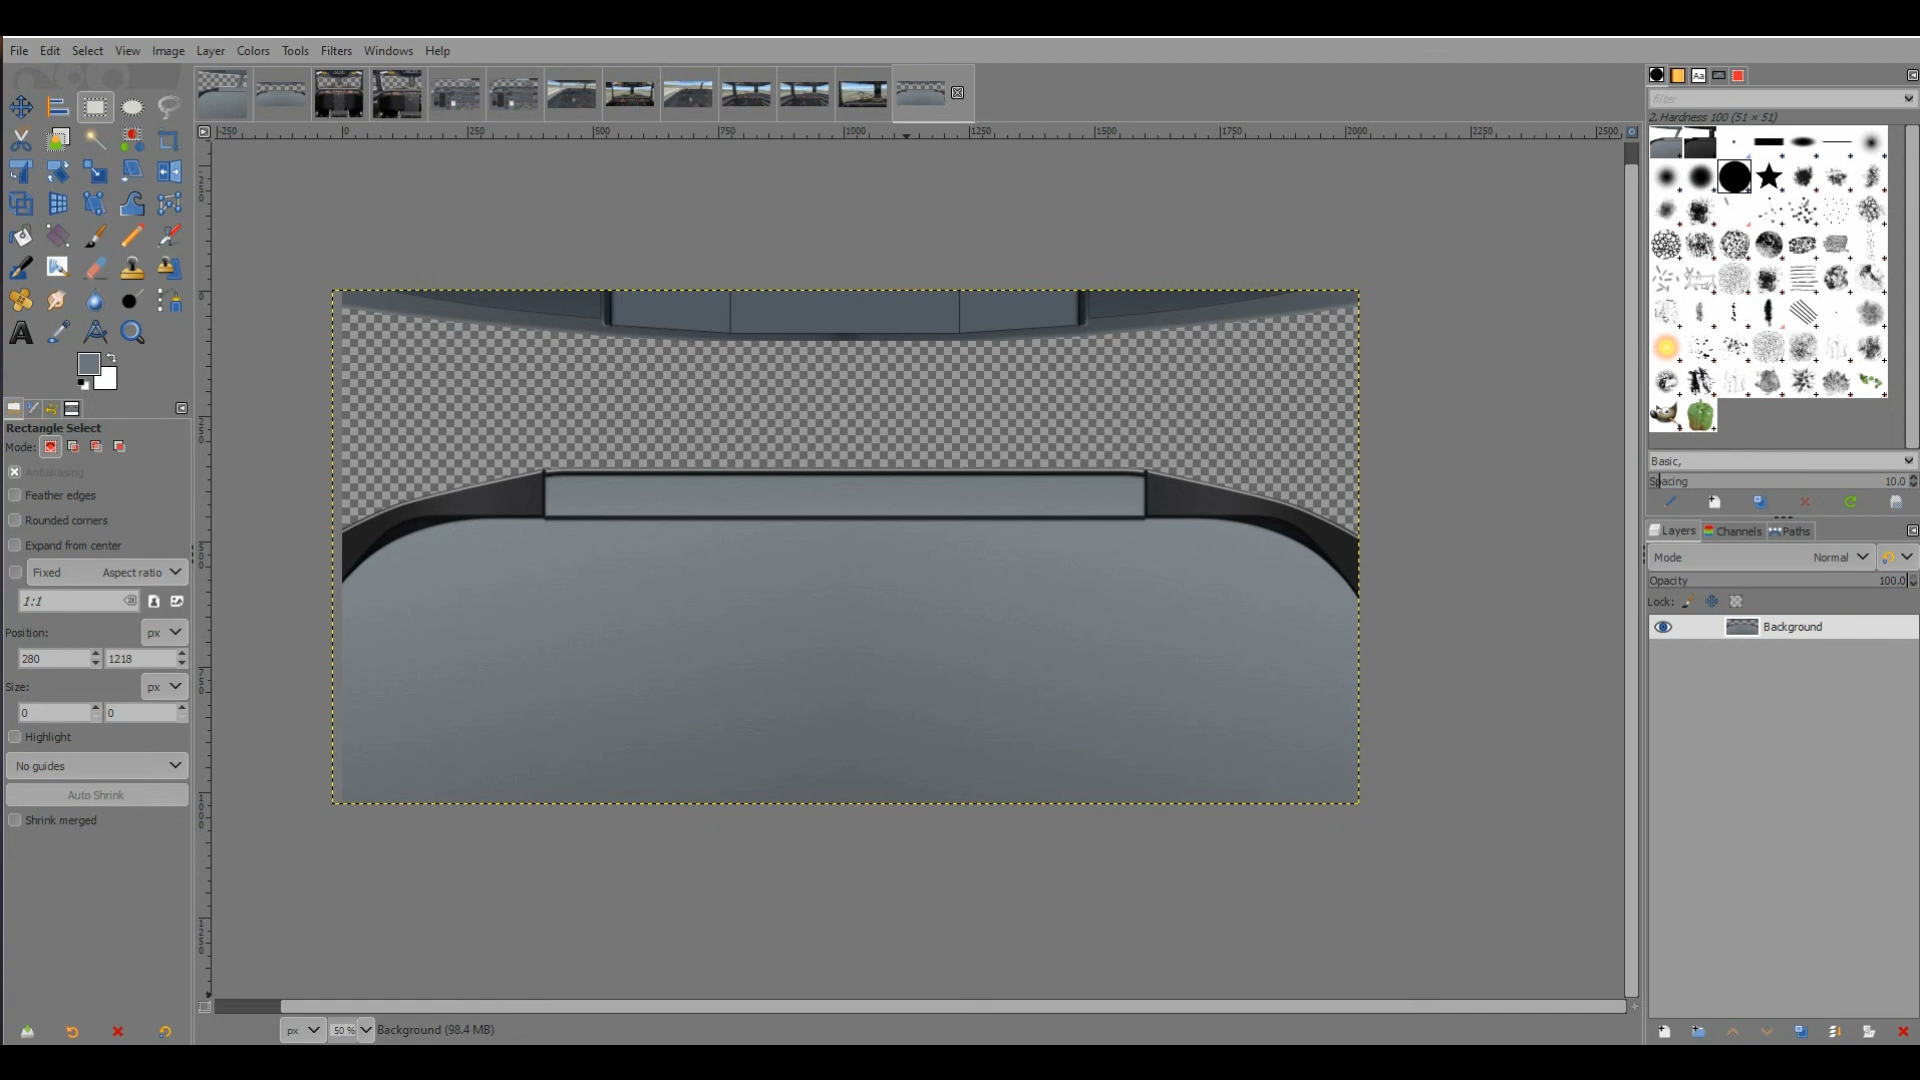 File Edit Select View Image Layer Colors Tools Filters Windows Help
filter
2. Hardness 100 (51 × 51)
-250 0 250 500 750 1000 1250 1500 1750 2000 2250 2500
Rectangle Select
Mode:
Antialiasing
Feather edges
Rounded corners
Expand from center
Fixed Aspect ratio
1:1
Position: px
280 1218
Size: px
0 0
Highlight
No guides
Auto Shrink
Shrink merged
Basic,
Spacing 10.0
Layers Channels Paths
Mode Normal
Opacity 100.0
Lock:
Background
px 50 % Background (98.4 MB)